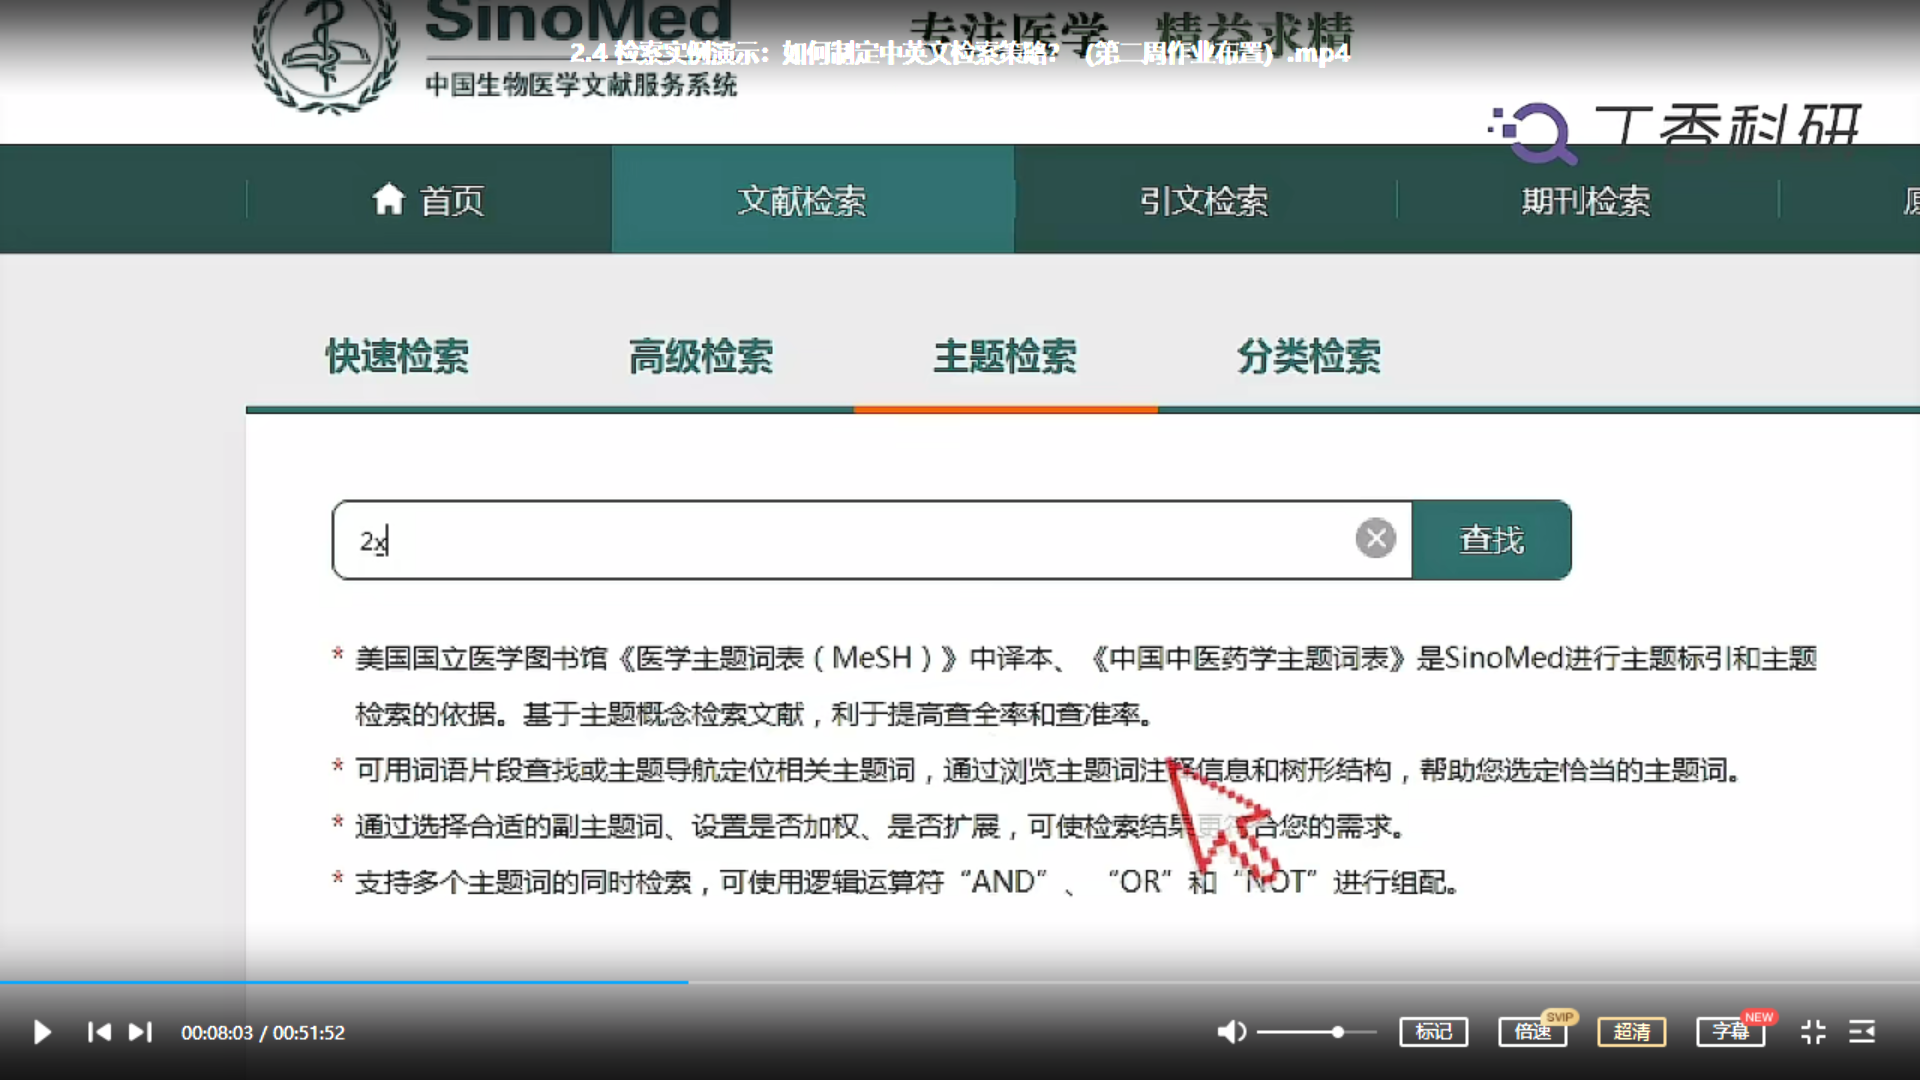 SinoMed
专注医学 精益求精
2.4 检索实例演示：如何制定中英文检索策略？（第二周作业布置）.mp4
中国生物医学文献服务系统
丁香科研
首页 文献检索 引文检索 期刊检索
快速检索 高级检索 主题检索 分类检索
2x 查找
* 美国国立医学图书馆《医学主题词表（MeSH）》中译本、《中国中医药学主题词表》是SinoMed进行主题标引和主题
检索的依据。基于主题概念检索文献，利于提高查全率和查准率。
* 可用词语片段查找或主题导航定位相关主题词，通过浏览主题词注释信息和树形结构，帮助您选定恰当的主题词。
* 通过选择合适的副主题词、设置是否加权、是否扩展，可使检索结果更符合您的需求。
* 支持多个主题词的同时检索，可使用逻辑运算符“AND”、“OR”和“NOT”进行组配。
00:08:03 / 00:51:52 标记 倍速 SVIP 超清 字幕 NEW